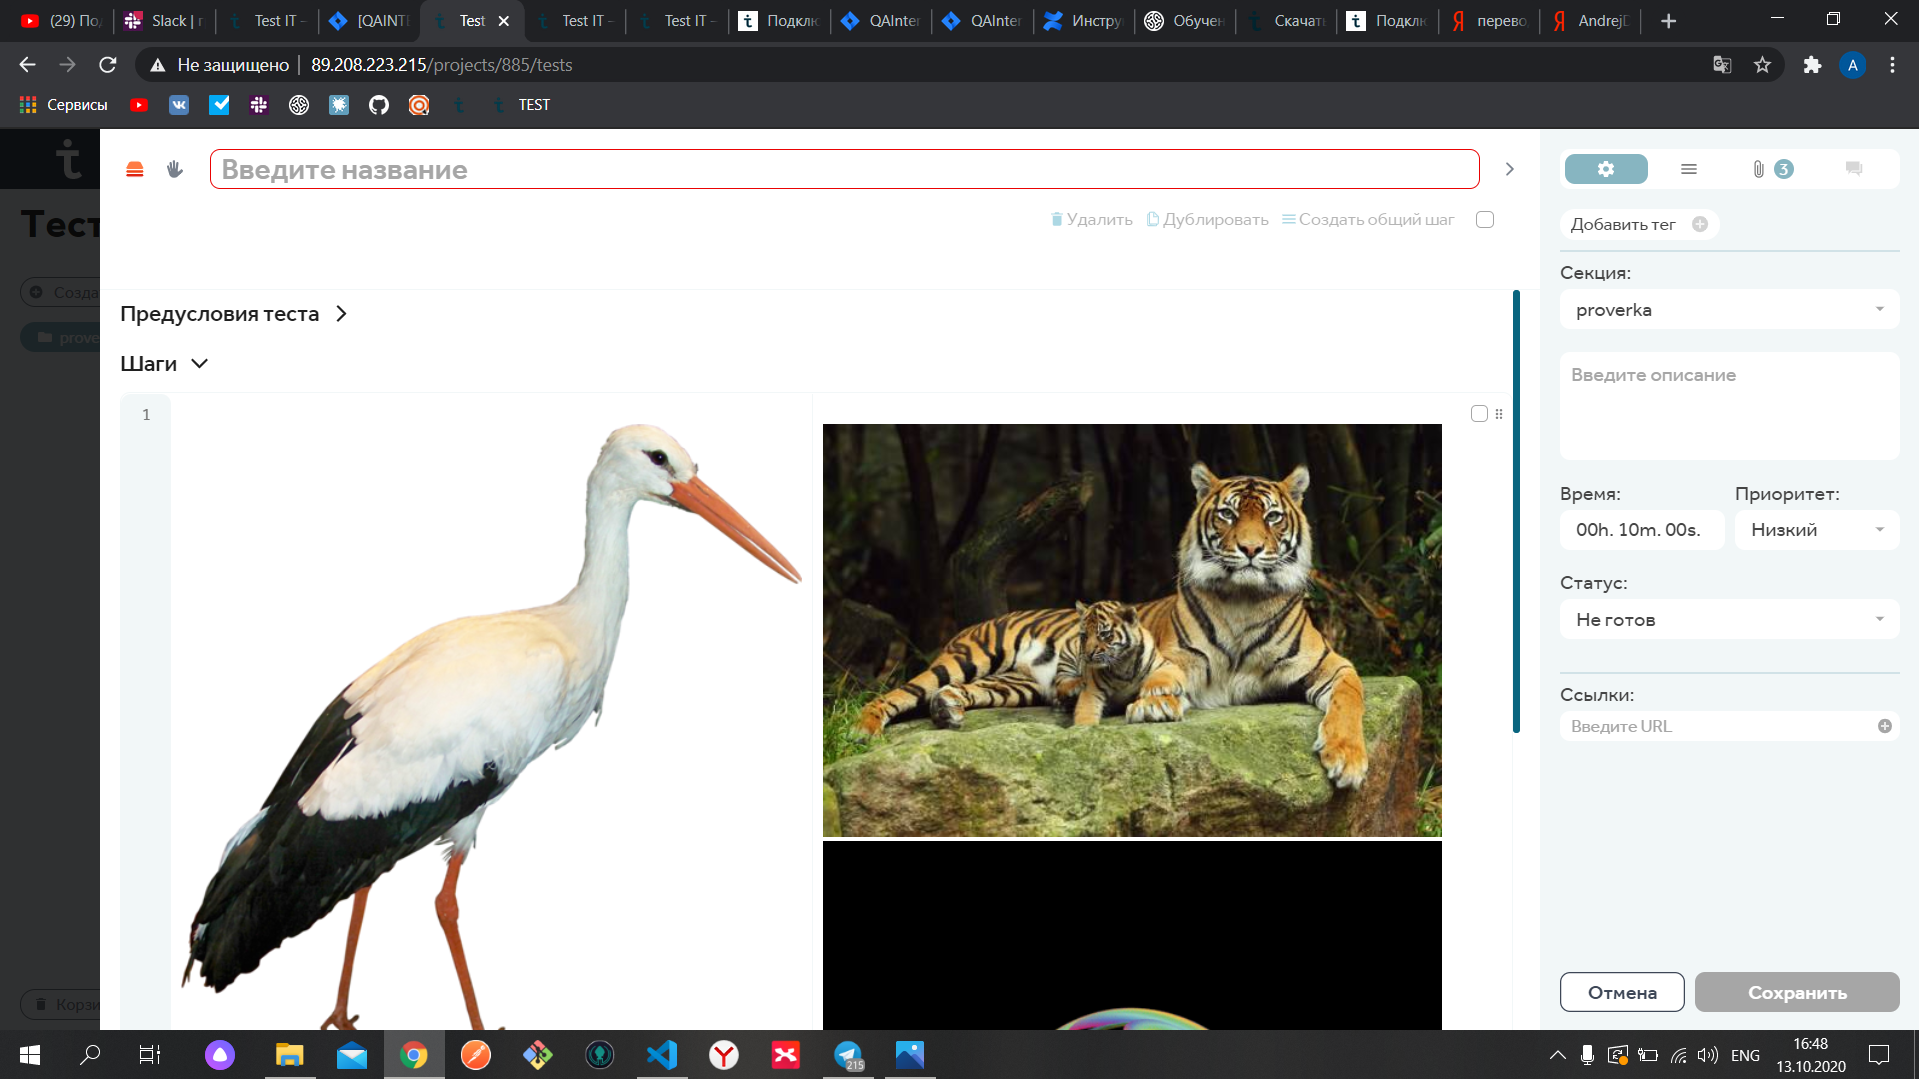 (29) По
Slack | r
Test IT -
[QAINT
Test
Test IT -
Test IT -
Подклю
QAInter
QAInter
Инстру
Обучен
Скачать
Подклю
перево
AndrejD
Не защищено
89.208.223.215/projects/885/tests
A
Сервисы
TEST
Тест
Введите название
3
Удалить
Дублировать
Создать общий шаг
Добавить тег
Созда
prove
Предусловия теста
Шаги
1
Секция:
proverka
Введите описание
Время:
Приоритет:
00h. 10m. 00s.
Низкий
Статус:
Не готов
Ссылки:
Введите URL
Корзи
Отмена
Сохранить
215
ENG
16:48
13.10.2020